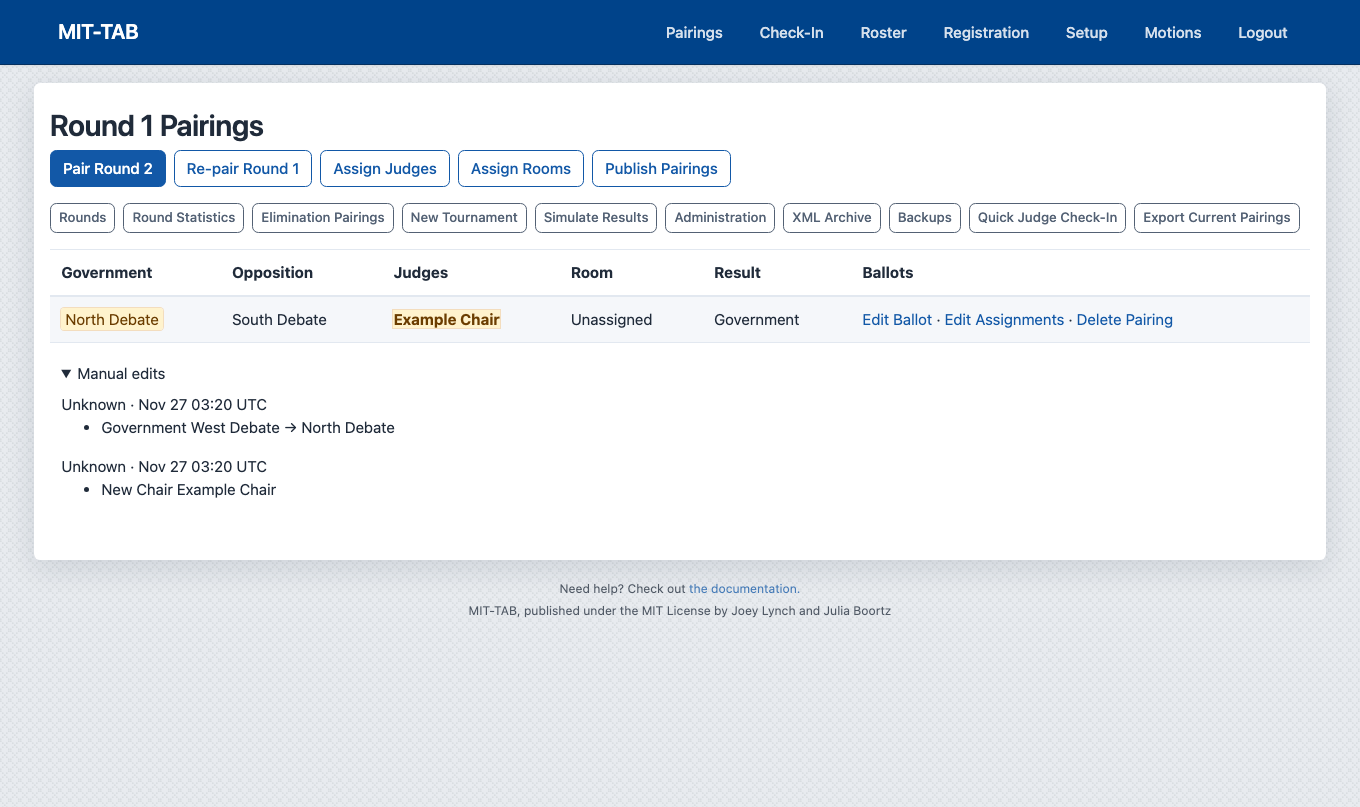 MIT-TAB
Pairings Check-In Roster Registration Setup Motions Logout
Round 1 Pairings
Pair Round 2 Re-pair Round 1 Assign Judges Assign Rooms Publish Pairings
Rounds Round Statistics Elimination Pairings New Tournament Simulate Results Administration XML Archive Backups Quick Judge Check-In Export Current Pairings
Government Opposition Judges Room Result Ballots
North Debate South Debate Example Chair Unassigned Government Edit Ballot · Edit Assignments · Delete Pairing
▼ Manual edits
Unknown · Nov 27 03:20 UTC
• Government West Debate → North Debate
Unknown · Nov 27 03:20 UTC
• New Chair Example Chair
Need help? Check out the documentation.
MIT-TAB, published under the MIT License by Joey Lynch and Julia Boortz